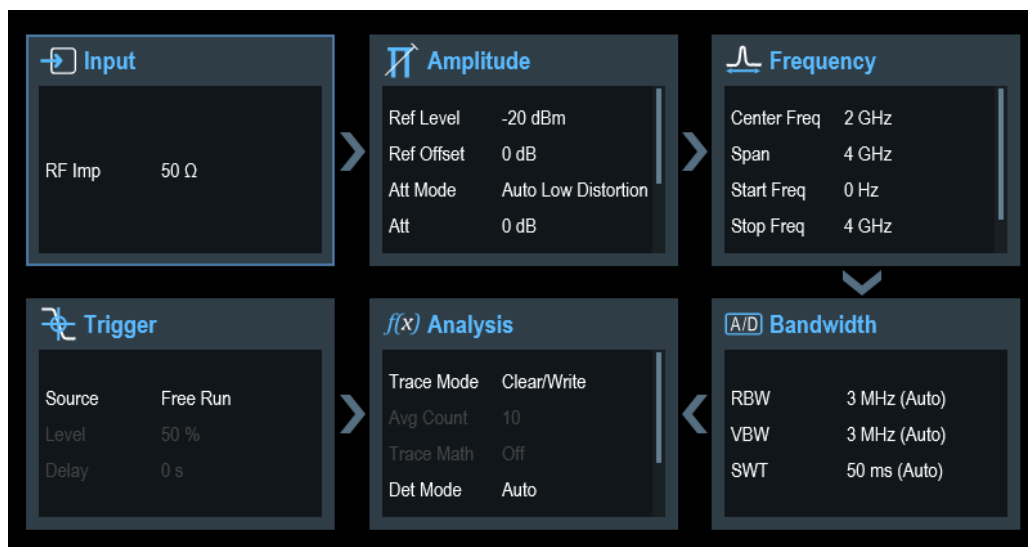 Input
RF Imp 50 Ω
Amplitude
Ref Level -20 dBm
Ref Offset 0 dB
Att Mode Auto Low Distortion
Att 0 dB
Frequency
Center Freq 2 GHz
Span 4 GHz
Start Freq 0 Hz
Stop Freq 4 GHz
Trigger
Source Free Run
Level 50 %
Delay 0 s
f(x) Analysis
Trace Mode Clear/Write
Avg Count 10
Trace Math Off
Det Mode Auto
A/D Bandwidth
RBW 3 MHz (Auto)
VBW 3 MHz (Auto)
SWT 50 ms (Auto)